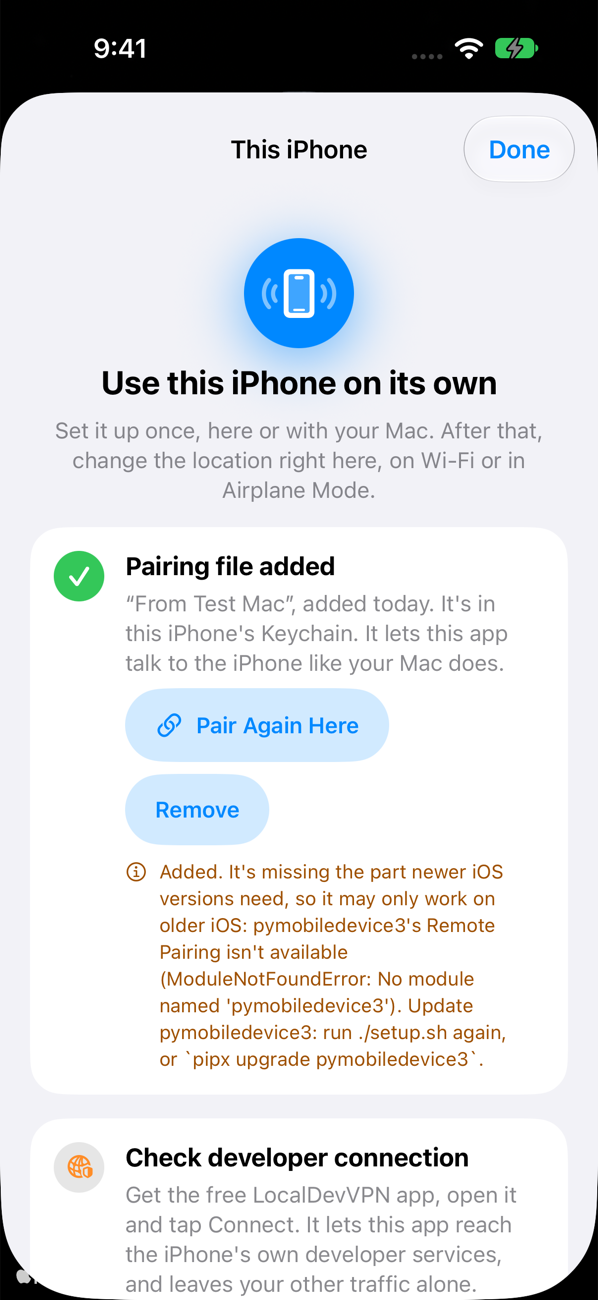 9:41
This iPhone
Done
Use this iPhone on its own
Set it up once, here or with your Mac. After that,
change the location right here, on Wi-Fi or in
Airplane Mode.
Pairing file added
“From Test Mac”, added today. It's in
this iPhone's Keychain. It lets this app
talk to the iPhone like your Mac does.
Pair Again Here
Remove
Added. It's missing the part newer iOS
versions need, so it may only work on
older iOS: pymobiledevice3's Remote
Pairing isn't available
(ModuleNotFoundError: No module
named 'pymobiledevice3'). Update
pymobiledevice3: run ./setup.sh again,
or `pipx upgrade pymobiledevice3`.
Check developer connection
Get the free LocalDevVPN app, open it
and tap Connect. It lets this app reach
the iPhone's own developer services,
and leaves your other traffic alone.